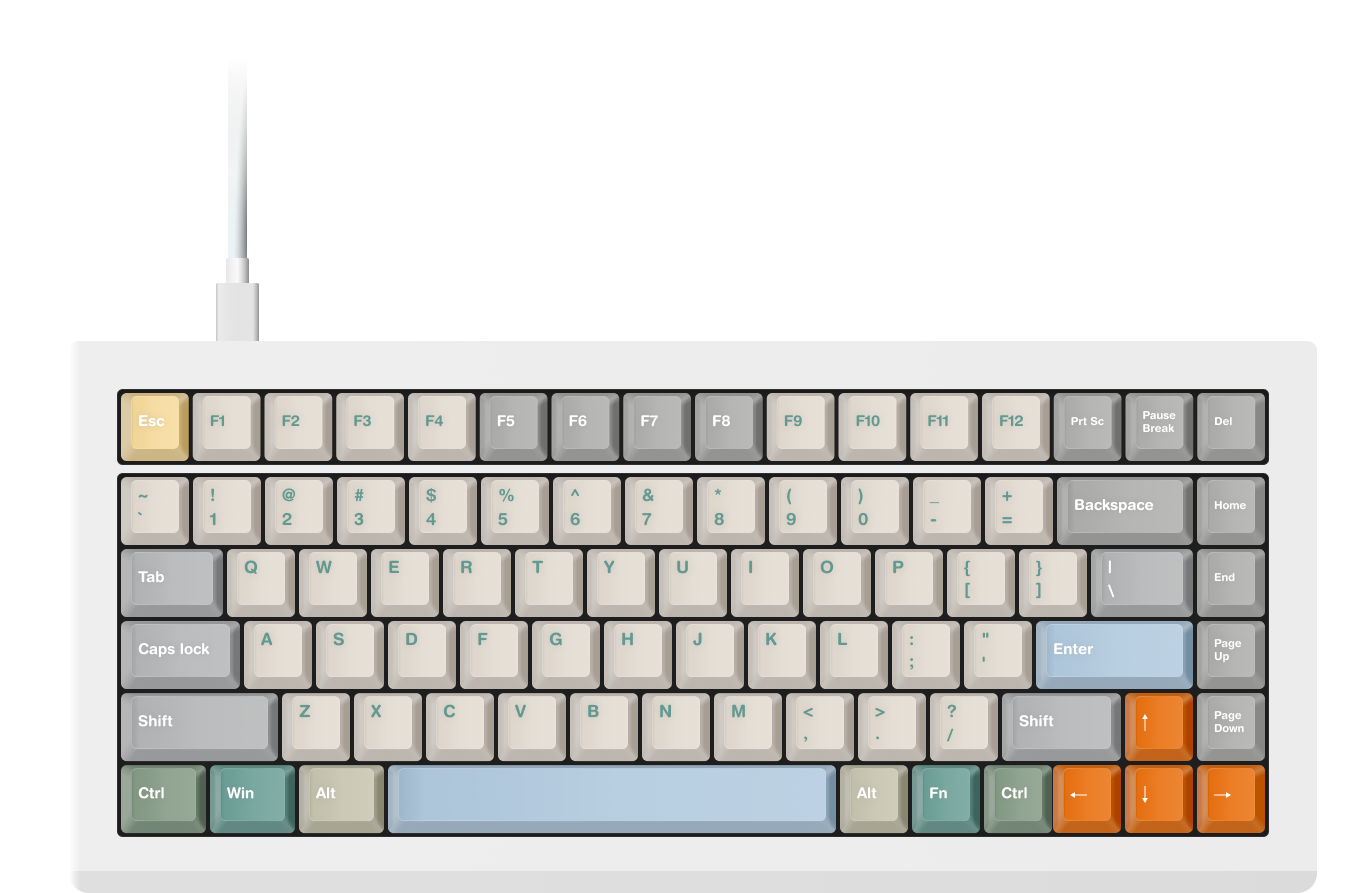 Esc F1 F2 F3 F4 F5 F6 F7 F8 F9 F10 F11 F12 Prt Sc Pause Break Del
~ ! @ # $ % ^ & * ( ) _ + Backspace Home
` 1 2 3 4 5 6 7 8 9 0 - =
Tab Q W E R T Y U I O P { } | End
[ ] \
Caps lock A S D F G H J K L : " Enter Page Up
; '
Shift Z X C V B N M < > ? Shift ↑ Page Down
, . /
Ctrl Win Alt Alt Fn Ctrl ← ↓ →